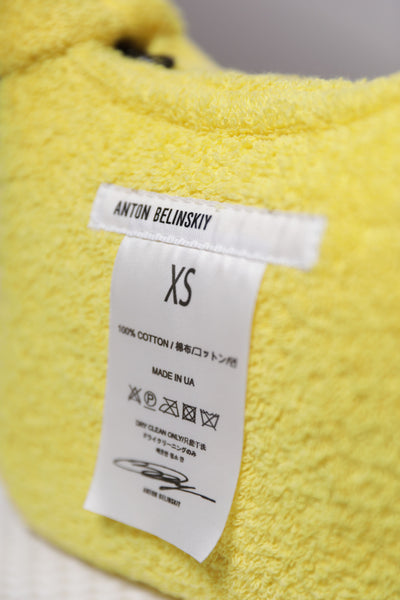 ANTON BELINSKIY
XS
100% COTTON / 棉布/コットン/면
MADE IN UA
DRY CLEAN ONLY/只能干洗
ドライクリーニングのみ
ANTON BELINSKIY